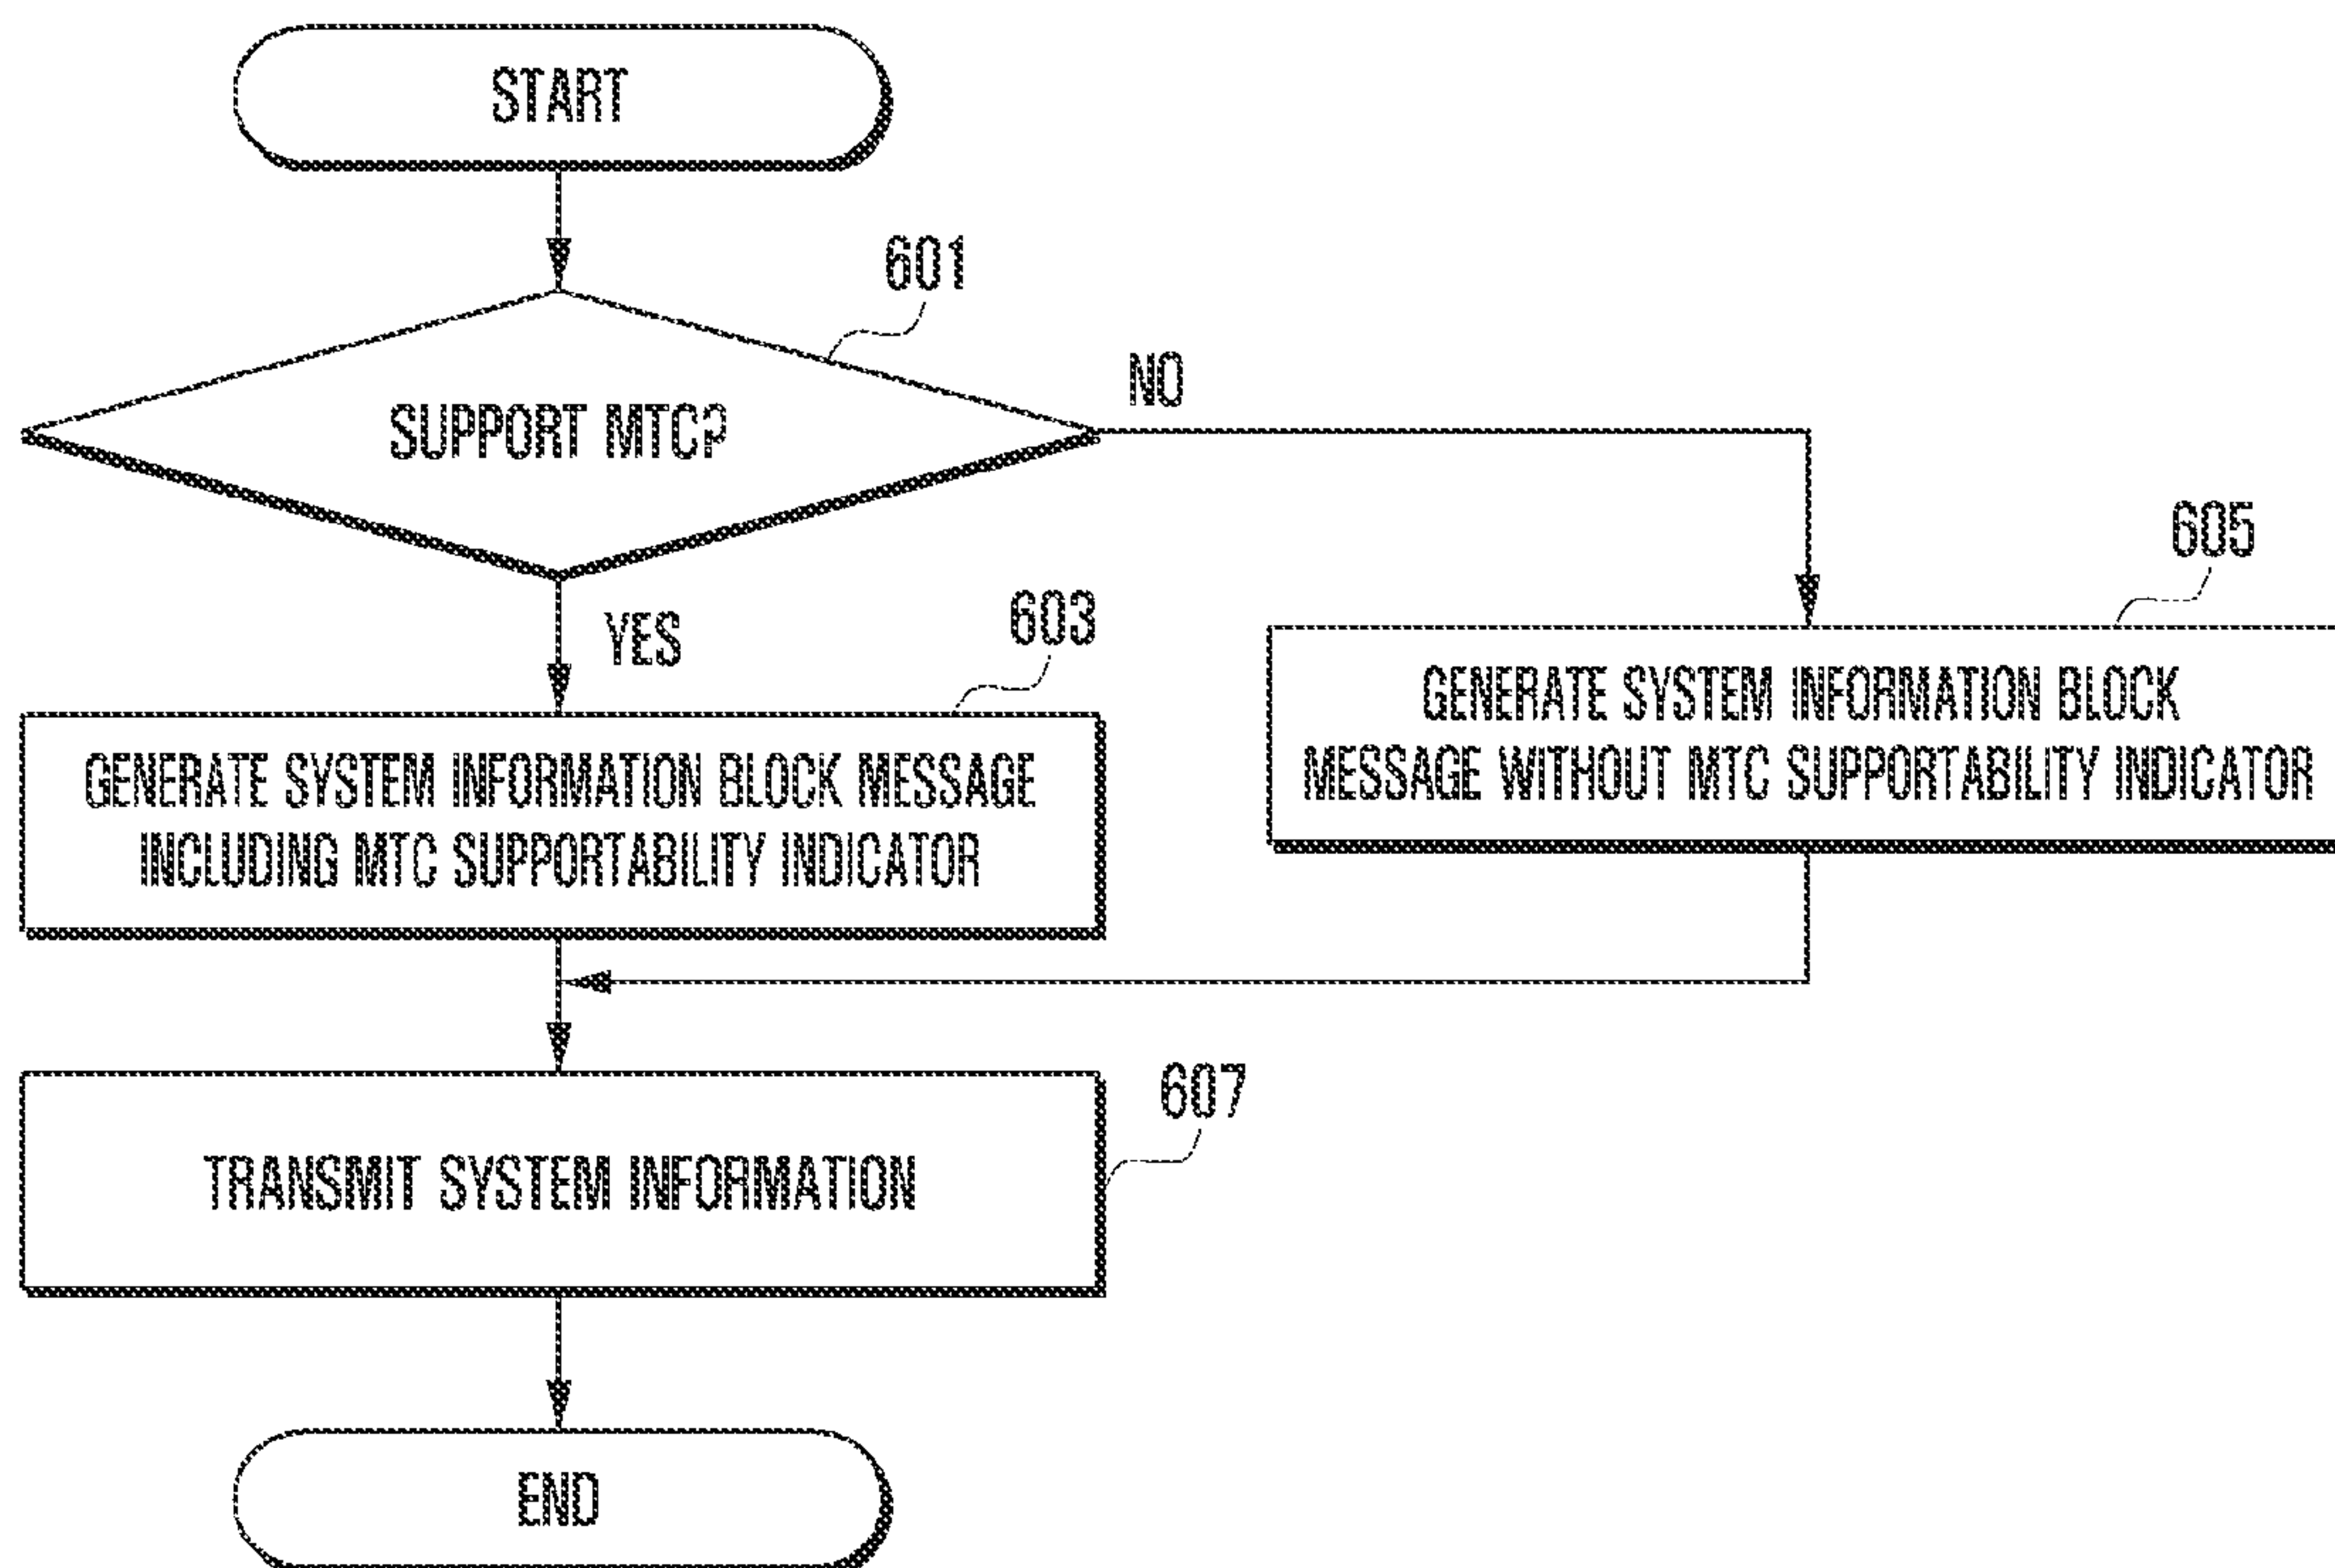 START
601
SUPPORT MTC?
NO
605
603
YES
GENERATE SYSTEM INFORMATION BLOCK
MESSAGE WITHOUT MTC SUPPORTABILITY INDICATOR
GENERATE SYSTEM INFORMATION BLOCK MESSAGE
INCLUDING MTC SUPPORTABILITY INDICATOR
607
TRANSMIT SYSTEM INFORMATION
END